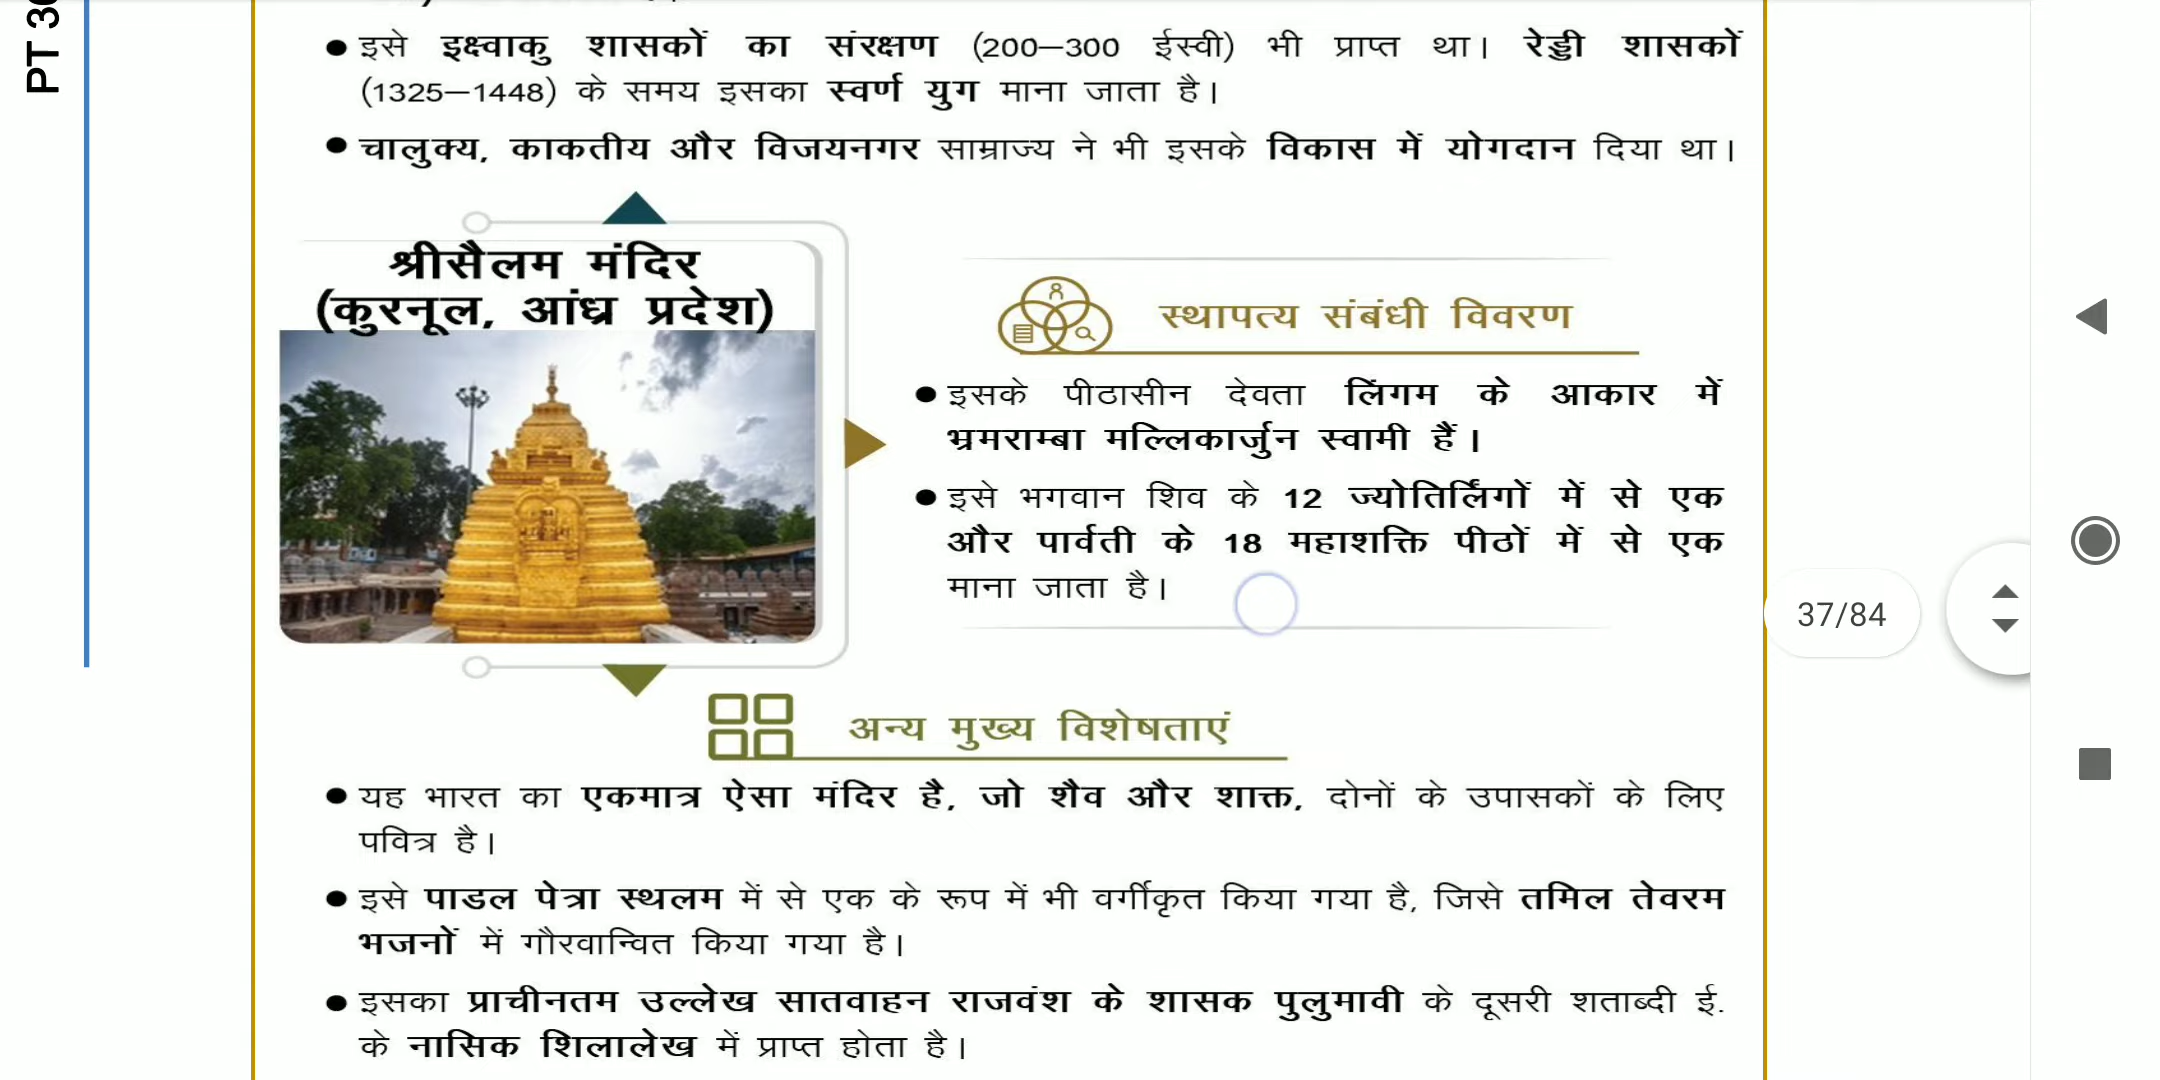 PT 3
इसे इक्ष्वाकु शासकों का संरक्षण (200–300 ईस्वी) भी प्राप्त था। रेड्डी शासकों
(1325–1448) के समय इसका स्वर्ण युग माना जाता है।
चालुक्य, काकतीय और विजयनगर साम्राज्य ने भी इसके विकास में योगदान दिया था।
श्रीसैलम मंदिर
(कुरनूल, आंध्र प्रदेश)
स्थापत्य संबंधी विवरण
इसके पीठासीन देवता लिंगम के आकार में
भ्रमराम्बा मल्लिकार्जुन स्वामी हैं।
इसे भगवान शिव के 12 ज्योतिर्लिंगों में से एक
और पार्वती के 18 महाशक्ति पीठों में से एक
माना जाता है।
37/84
अन्य मुख्य विशेषताएं
यह भारत का एकमात्र ऐसा मंदिर है, जो शैव और शाक्त, दोनों के उपासकों के लिए
पवित्र है।
इसे पाडल पेत्रा स्थलम में से एक के रूप में भी वर्गीकृत किया गया है, जिसे तमिल तेवरम
भजनों में गौरवान्वित किया गया है।
इसका प्राचीनतम उल्लेख सातवाहन राजवंश के शासक पुलुमावी के दूसरी शताब्दी ई.
के नासिक शिलालेख में प्राप्त होता है।